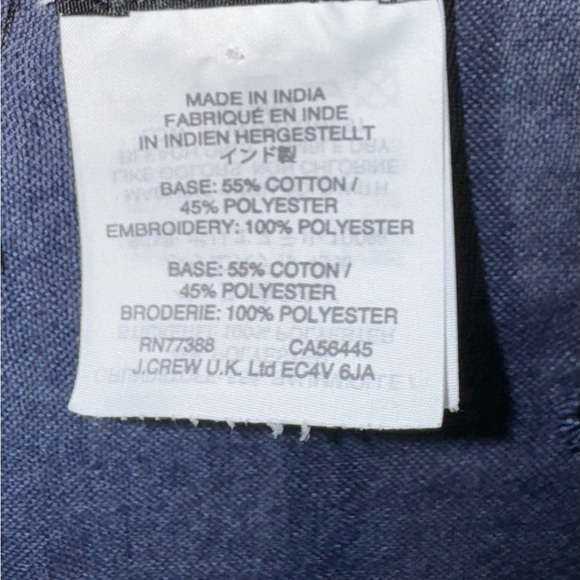 MADE IN INDIA
FABRIQUÉ EN INDE
IN INDIEN HERGESTELLT
インド製
BASE: 55% COTTON /
45% POLYESTER
EMBROIDERY: 100% POLYESTER
BASE: 55% COTON /
45% POLYESTER
BRODERIE: 100% POLYESTER
RN77388 CA56445
J.CREW U.K. Ltd EC4V 6JA